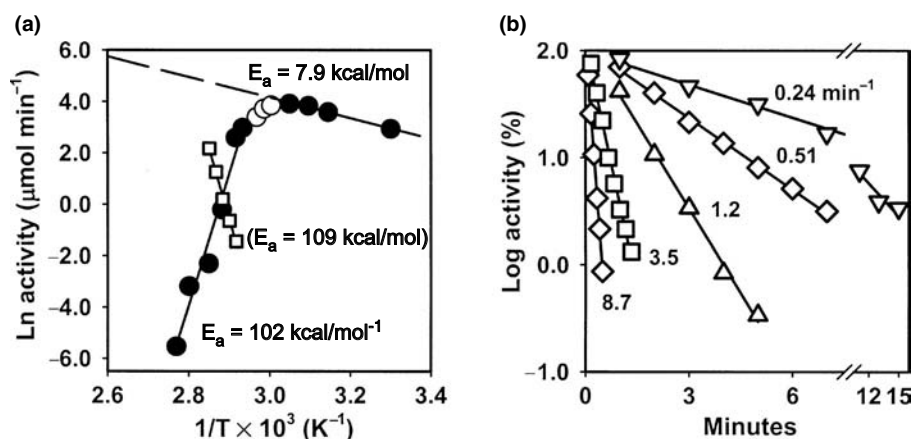 (a)
Ln activity (μmol min⁻¹)
6.0
4.0
2.0
0.0
−2.0
−4.0
−6.0
Eₐ = 7.9 kcal/mol
(Eₐ = 109 kcal/mol)
Eₐ = 102 kcal/mol⁻¹
2.6 2.8 3.0 3.2 3.4
1/T × 10³ (K⁻¹)
(b)
Log activity (%)
2.0
1.0
0.0
−1.0
0.24 min⁻¹
0.51
1.2
3.5
8.7
0 3 6 12 15
Minutes